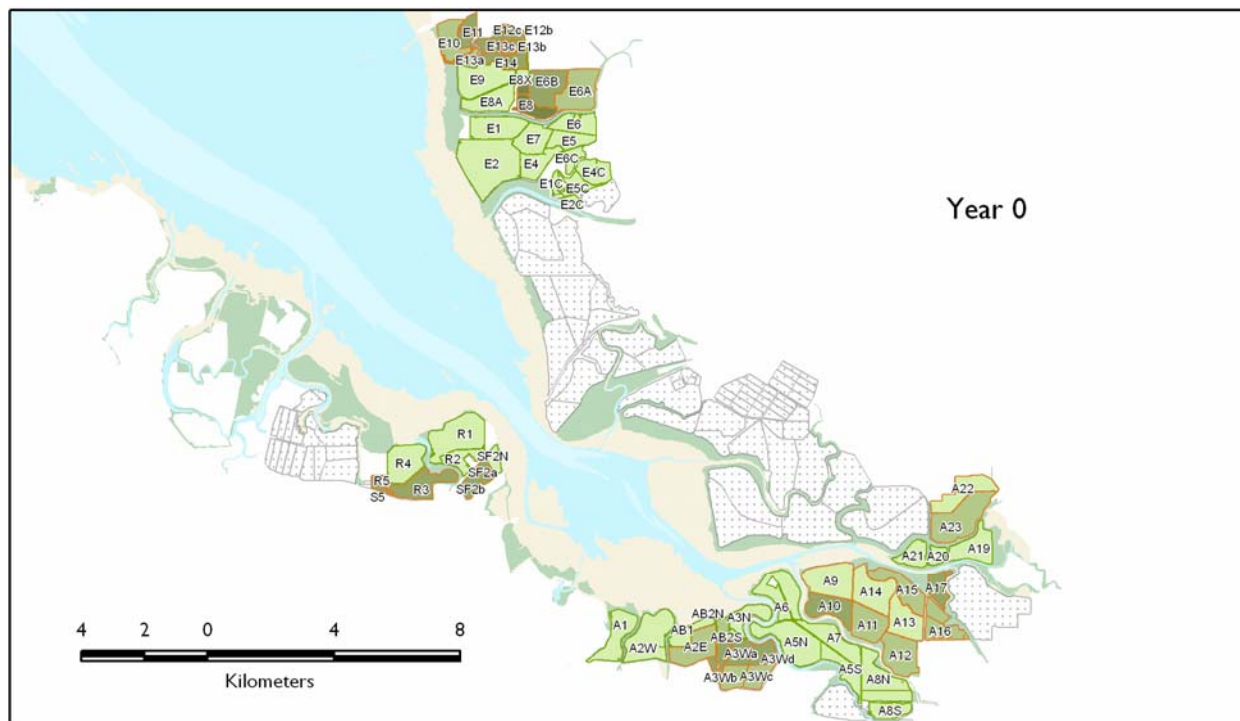 E11 E12c E12b
E10 E13c E13b
E13a E14
E9 E8X E6B
E6A
E8A E8
E1 E6
E7 E5
E2 E4 E6C
E4C
E1C E5C
E2C
Year 0
R1
R4 R2 SF2N
SF2a
R5 R3 SF2b
S5
A22
A23
A21 A20 A19
A9 A14 A15 A17
A6 A10
AB2N A3N A11 A13 A16
A1 AB1 AB2S
A2W A2E A5N A7
A3Wa A3Wd A12
A3Wb A3Wc A5S A8N
A8S
4 2 0 4 8
Kilometers